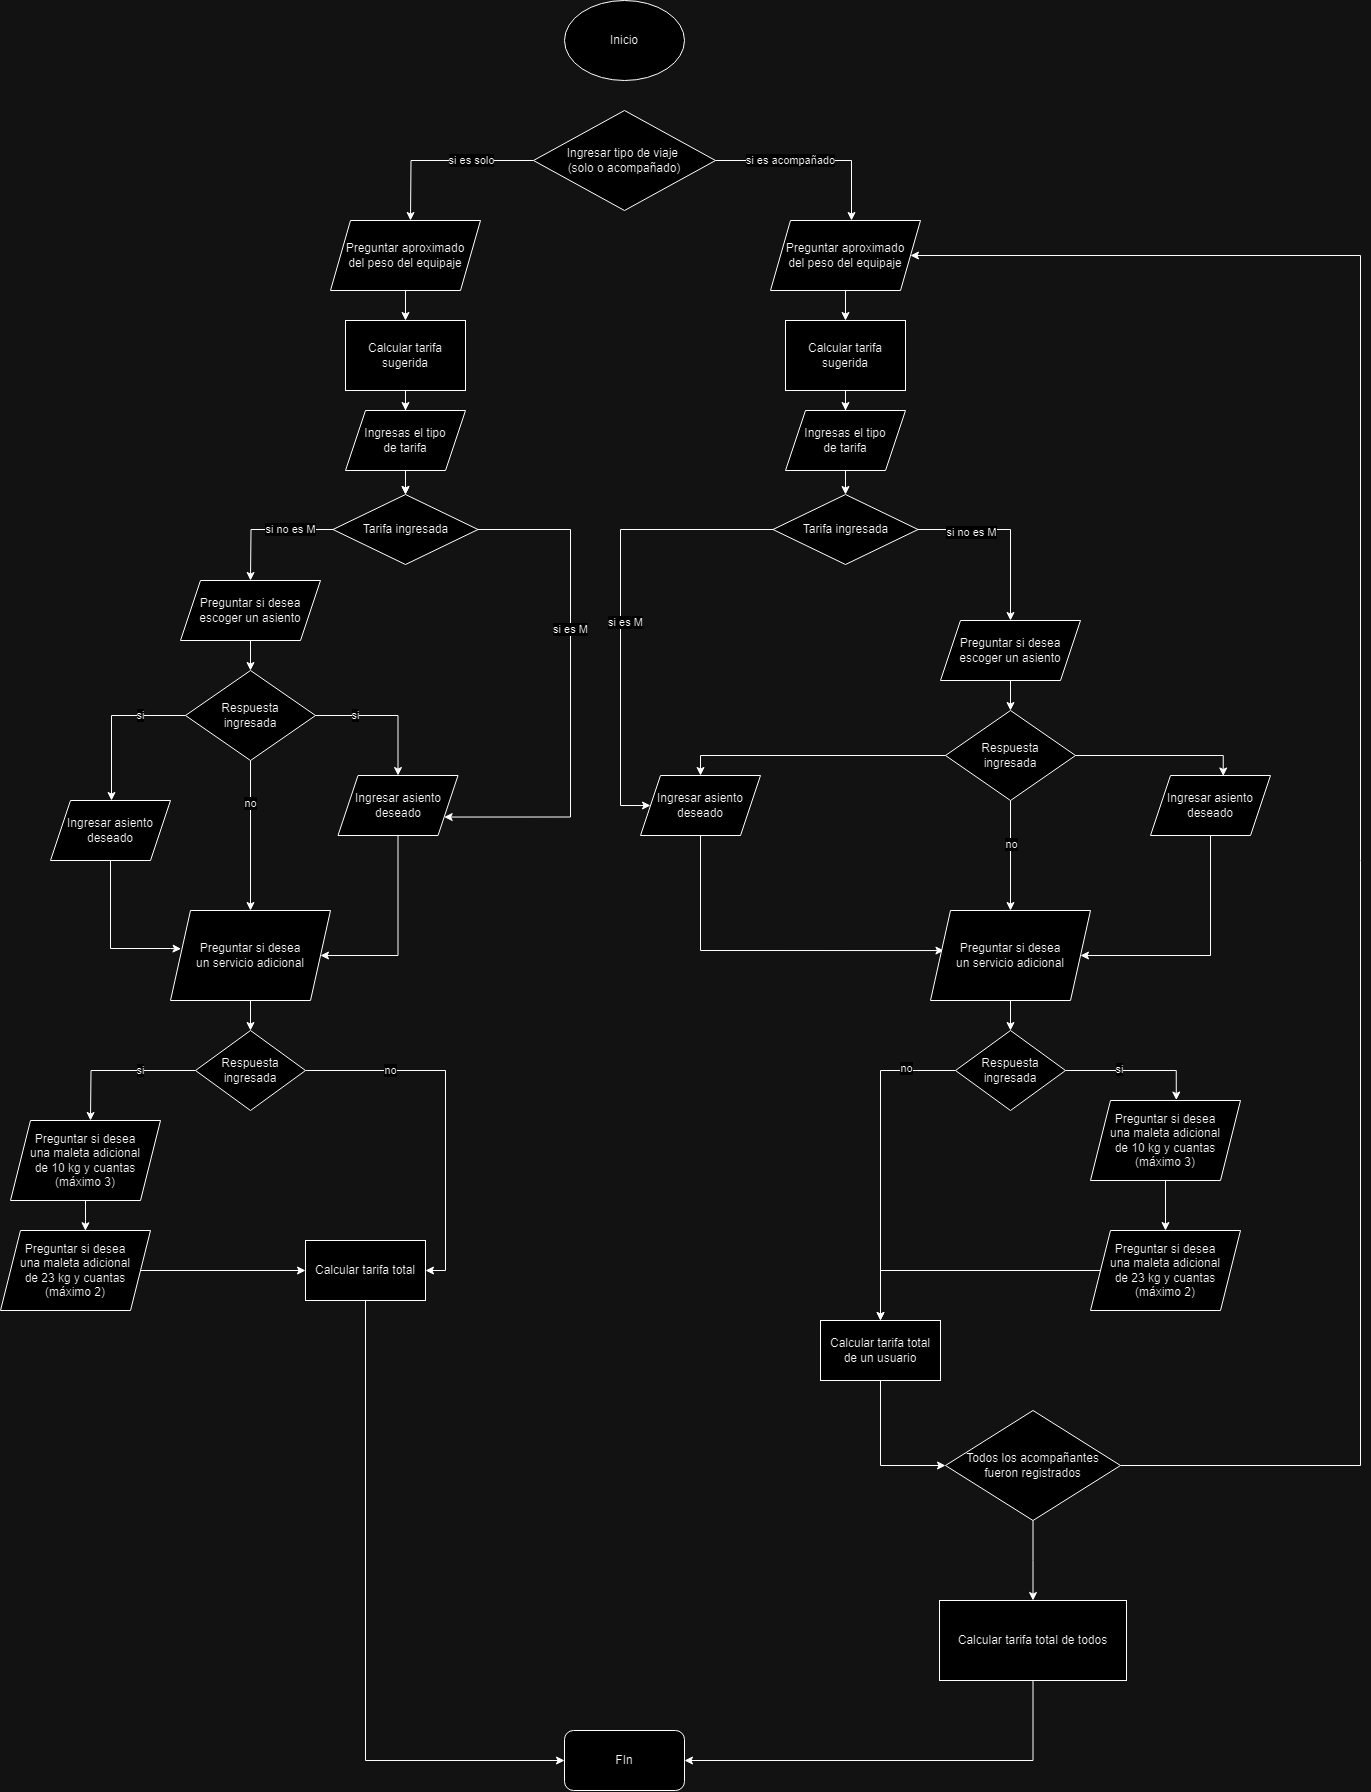 Inicio
Ingresar tipo de viaje
(solo o acompañado)
si es solo
si es acompañado
Preguntar aproximado
del peso del equipaje
Preguntar aproximado
del peso del equipaje
Calcular tarifa
sugerida
Calcular tarifa
sugerida
Ingresas el tipo
de tarifa
Ingresas el tipo
de tarifa
Tarifa ingresada
Tarifa ingresada
si no es M
si no es M
Preguntar si desea
escoger un asiento
si es M
si es M
Preguntar si desea
escoger un asiento
Respuesta
ingresada
si
si
Respuesta
ingresada
Ingresar asiento
deseado
no
Ingresar asiento
deseado
Ingresar asiento
deseado
Ingresar asiento
deseado
no
Preguntar si desea
un servicio adicional
Preguntar si desea
un servicio adicional
Respuesta
ingresada
si
no
Respuesta
ingresada
no
si
Preguntar si desea
una maleta adicional
de 10 kg y cuantas
(máximo 3)
Preguntar si desea
una maleta adicional
de 10 kg y cuantas
(máximo 3)
Preguntar si desea
una maleta adicional
de 23 kg y cuantas
(máximo 2)
Calcular tarifa total
Preguntar si desea
una maleta adicional
de 23 kg y cuantas
(máximo 2)
Calcular tarifa total
de un usuario
Todos los acompañantes
fueron registrados
Calcular tarifa total de todos
FIn